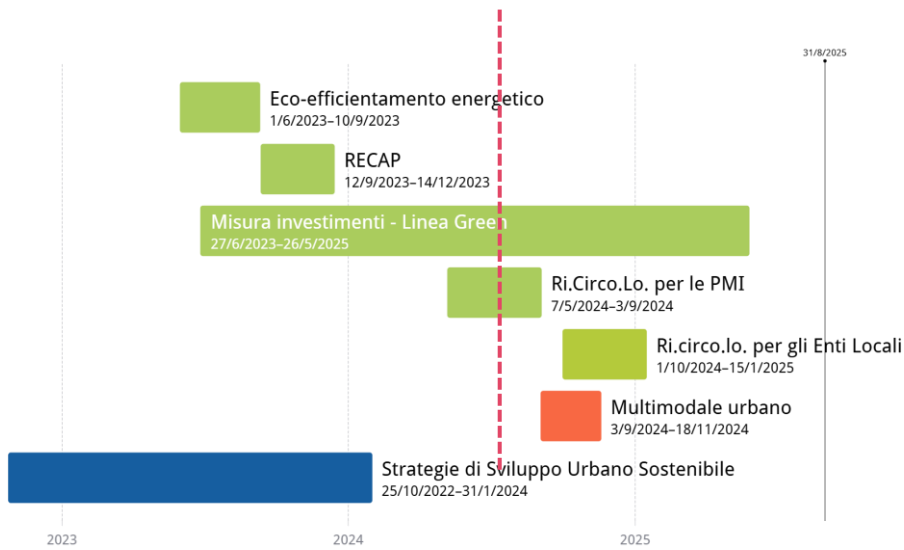 31/8/2025
Eco-efficientamento energetico
1/6/2023–10/9/2023
RECAP
12/9/2023–14/12/2023
Misura investimenti - Linea Green
27/6/2023–26/5/2025
Ri.Circo.Lo. per le PMI
7/5/2024–3/9/2024
Ri.circo.lo. per gli Enti Locali
1/10/2024–15/1/2025
Multimodale urbano
3/9/2024–18/11/2024
Strategie di Sviluppo Urbano Sostenibile
25/10/2022–31/1/2024
2023 2024 2025